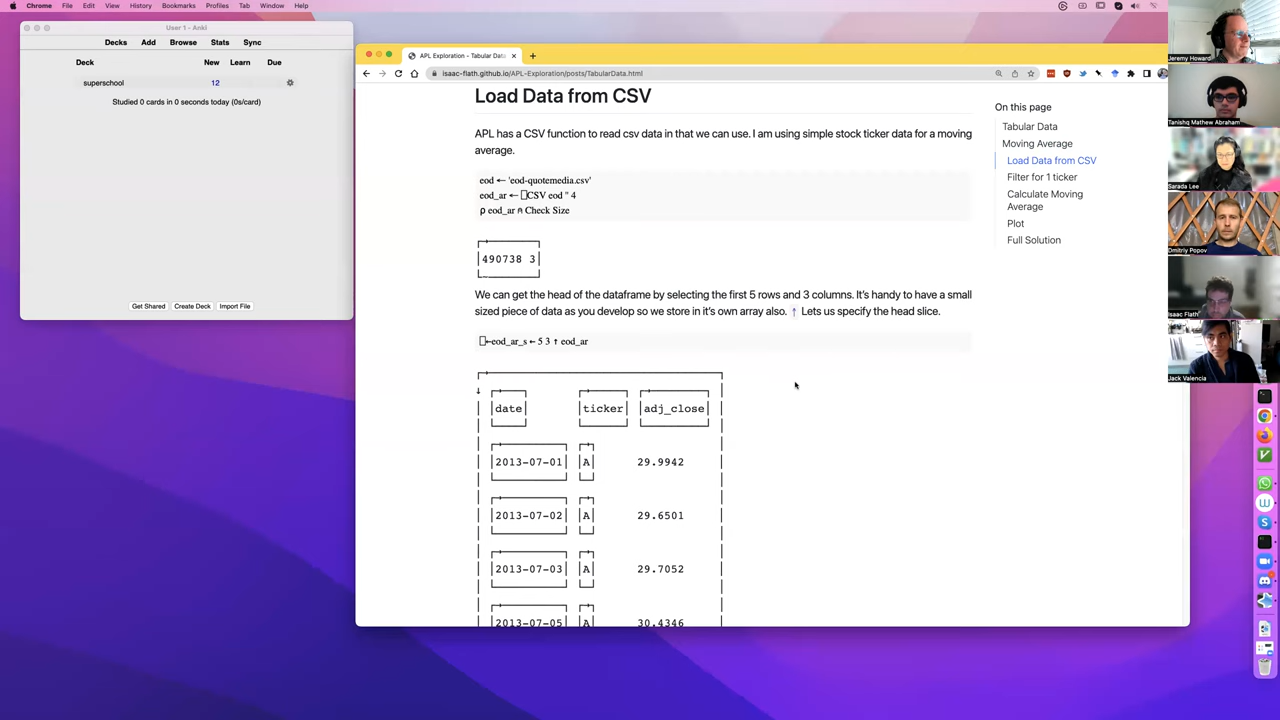 Chrome File Edit View History Bookmarks Profiles Tab Window Help
User 1 - Anki
Decks Add Browse Stats Sync
Deck New Learn Due
superschool 12
Studied 0 cards in 0 seconds today (0s/card)
Get Shared Create Deck Import File
APL Exploration - Tabular Dat
isaac-flath.github.io/APL-Exploration/posts/TabularData.html
Load Data from CSV
APL has a CSV function to read csv data in that we can use. I am using simple stock ticker data for a moving
average.
eod ← 'eod-quotemedia.csv'
eod_ar ← ⎕CSV eod '' 4
⍴ eod_ar ⍝ Check Size
490738 3
We can get the head of the dataframe by selecting the first 5 rows and 3 columns. It's handy to have a small
sized piece of data as you develop so we store in it's own array also. ↑ Lets us specify the head slice.
⎕←eod_ar_s ← 5 3 ↑ eod_ar
date ticker adj_close
2013-07-01 A 29.9942
2013-07-02 A 29.6501
2013-07-03 A 29.7052
2013-07-05 A 30.4346
On this page
Tabular Data
Moving Average
Load Data from CSV
Filter for 1 ticker
Calculate Moving
Average
Plot
Full Solution
Jeremy Howard
Tanishq Mathew Abraham
Sarada Lee
Dmitriy Popov
Isaac Flath
Jack Valencia